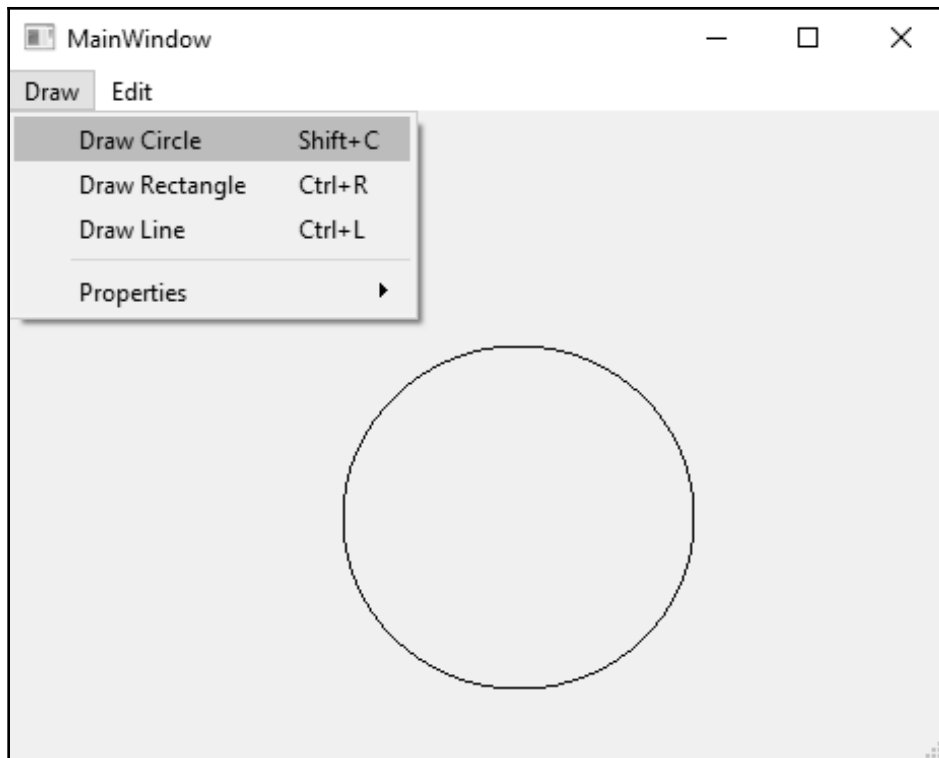 MainWindow
Draw Edit
Draw Circle Shift+C
Draw Rectangle Ctrl+R
Draw Line Ctrl+L
Properties